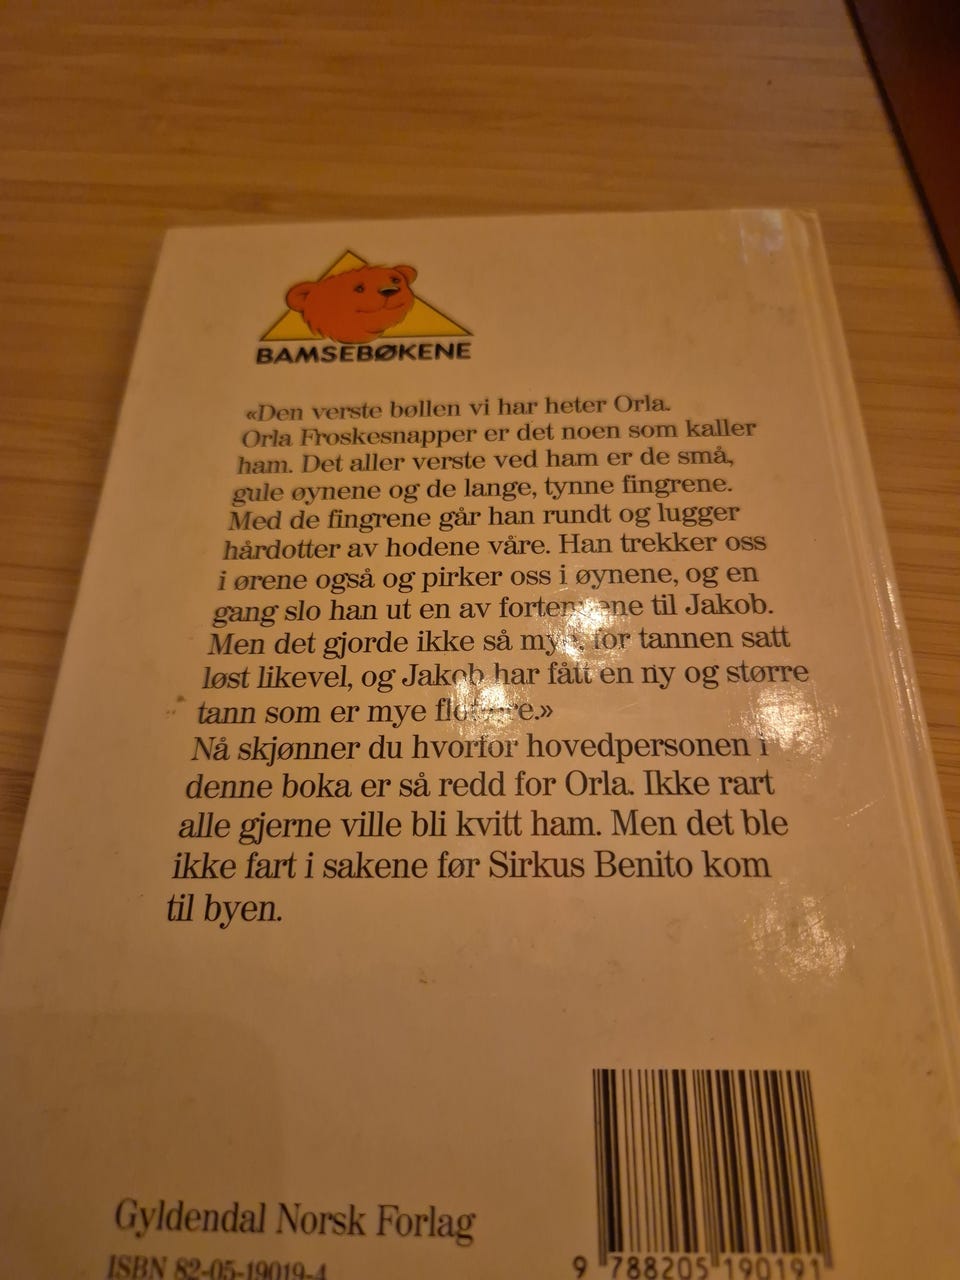 BAMSEBØKENE
«Den verste bøllen vi har heter Orla.
Orla Froskesnapper er det noen som kaller
ham. Det aller verste ved ham er de små,
gule øynene og de lange, tynne fingrene.
Med de fingrene går han rundt og lugger
hårdotter av hodene våre. Han trekker oss
i ørene også og pirker oss i øynene, og en
gang slo han ut en av fortennene til Jakob.
Men det gjorde ikke så mye, for tannen satt
løst likevel, og Jakob har fått en ny og større
tann som er mye flottere.»
Nå skjønner du hvorfor hovedpersonen i
denne boka er så redd for Orla. Ikke rart
alle gjerne ville bli kvitt ham. Men det ble
ikke fart i sakene før Sirkus Benito kom
til byen.
Gyldendal Norsk Forlag
ISBN 82-05-19019-4
9 788205 190191